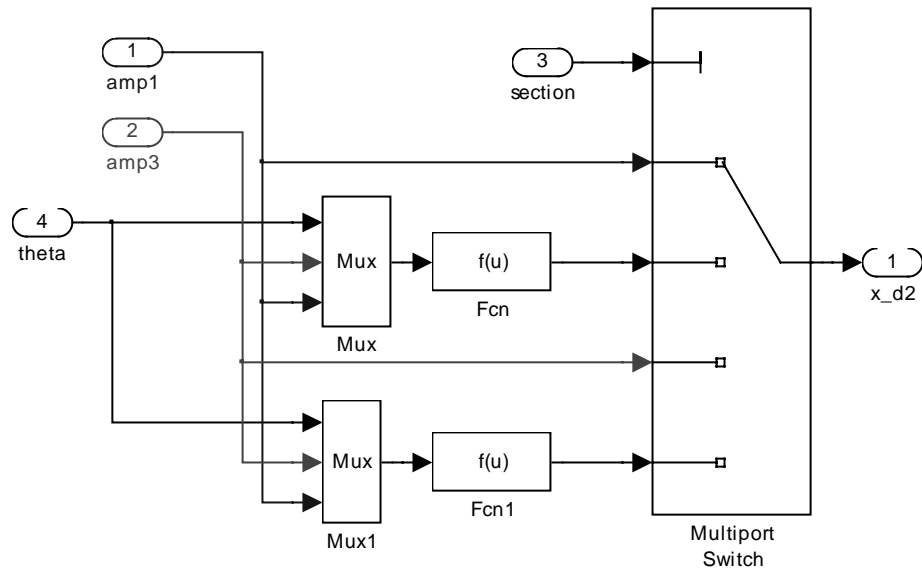 1
amp1
2
amp3
3
section
4
theta
Mux
Mux
f(u)
Fcn
Mux
Mux1
f(u)
Fcn1
Multiport
Switch
1
x_d2